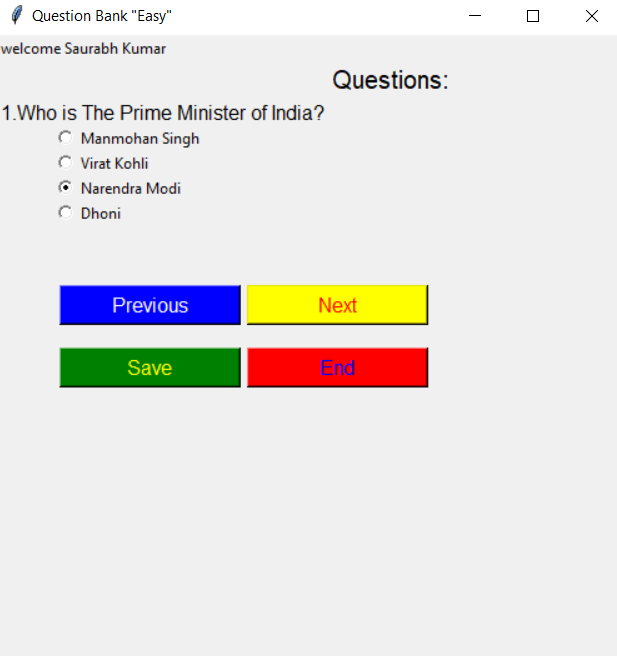 Question Bank "Easy"
welcome Saurabh Kumar
Questions:
1.Who is The Prime Minister of India?
Manmohan Singh
Virat Kohli
Narendra Modi
Dhoni
Previous Next
Save End